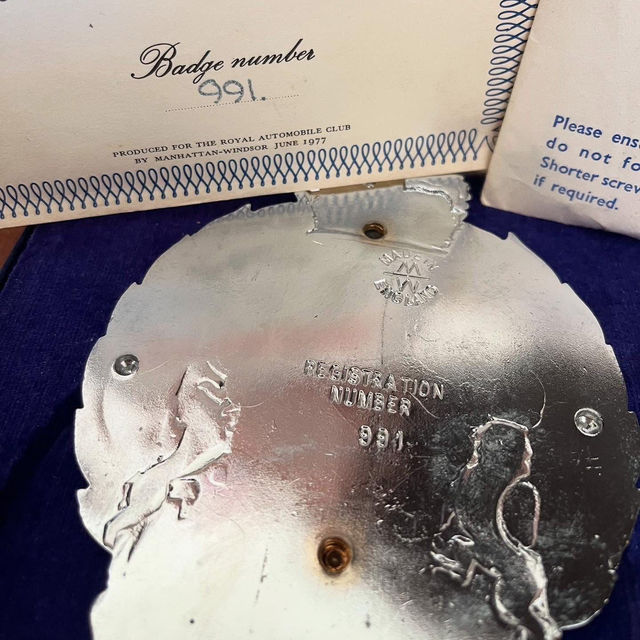 Badge number
991.
PRODUCED FOR THE ROYAL AUTOMOBILE CLUB
BY MANHATTAN-WINDSOR JUNE 1977
Please ens
do not fo
Shorter screw
if required.
MADE IN
M
W
ENGLAND
REGISTRATION
NUMBER
991